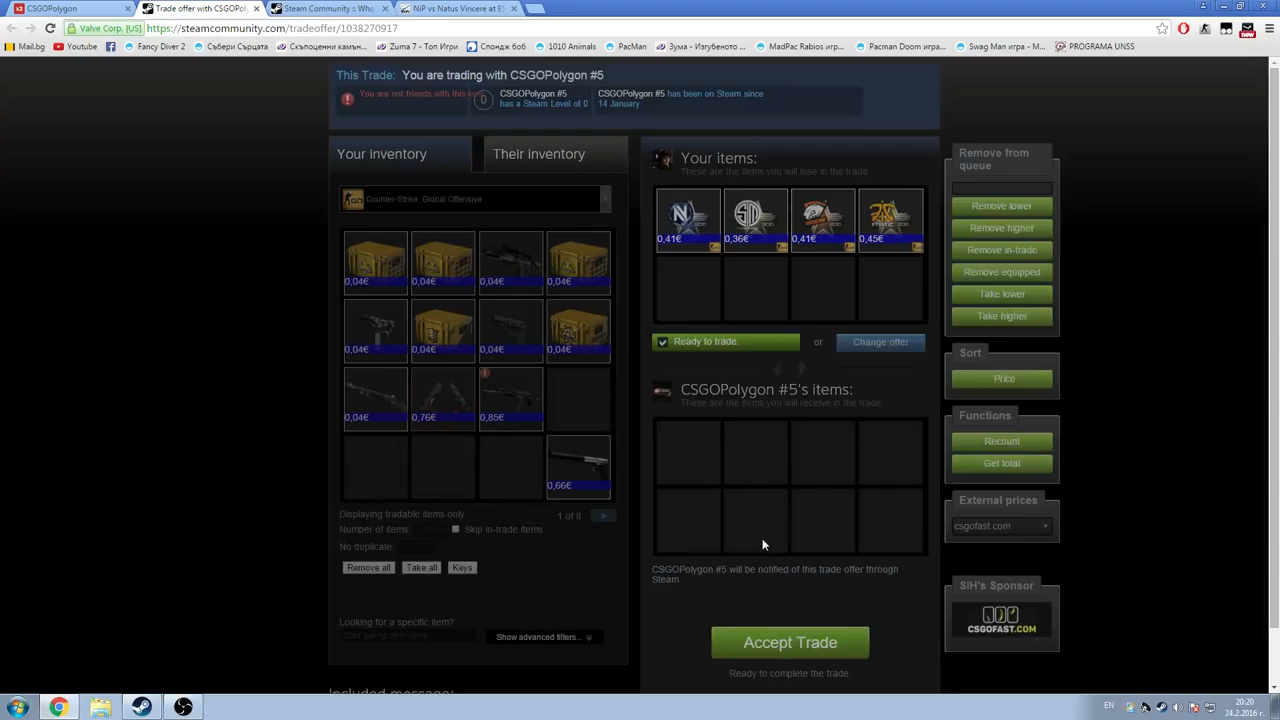 CSGOPolygon
Trade offer with CSGOPol
Steam Community :: Who
NiP vs Natus Vincere at ES
Valve Corp. [US]
https://steamcommunity.com/tradeoffer/1038270917
Mail.bg
Youtube
Facebook
Fancy Diver 2
Събери Сърцата
Скъпоценни камън...
Zuma 7 - Топ Игри
Спондж боб
1010 Animals
PacMan
Зума - Изгубеното ...
MadPac Rabios игра...
Pacman Doom игра...
Swag Man игра - М...
PROGRAMA UNSS
This Trade: You are trading with CSGOPolygon #5
You are not friends with this
0
CSGOPolygon #5
has a Steam Level of 0
CSGOPolygon #5 has been on Steam since
14 January
Your inventory
Their inventory
Counter-Strike: Global Offensive
0,04€ 0,04€ 0,04€ 0,04€
0,04€ 0,04€ 0,04€ 0,04€
0,04€ 0,76€ 0,85€
0,66€
Displaying tradable items only
1 of 8
>
Number of items:
Skip in-trade items
No duplicate:
Remove all
Take all
Keys
Looking for a specific item?
Start typing item name...
Show advanced filters...
Included message:
Your items:
These are the items you will lose in the trade.
0,41€ 0,36€ 0,41€ 0,45€
Ready to trade.
or
Change offer
CSGOPolygon #5's items:
These are the items you will receive in the trade.
CSGOPolygon #5 will be notified of this trade offer through
Steam.
Accept Trade
Ready to complete the trade.
Remove from
queue
Remove lower
Remove higher
Remove in-trade
Remove equipped
Take lower
Take higher
Sort
Price
Functions
Recount
Get total
External prices
csgofast.com
SIH's Sponsor
CSGOFAST.COM
EN
20:20
24.2.2016 г.